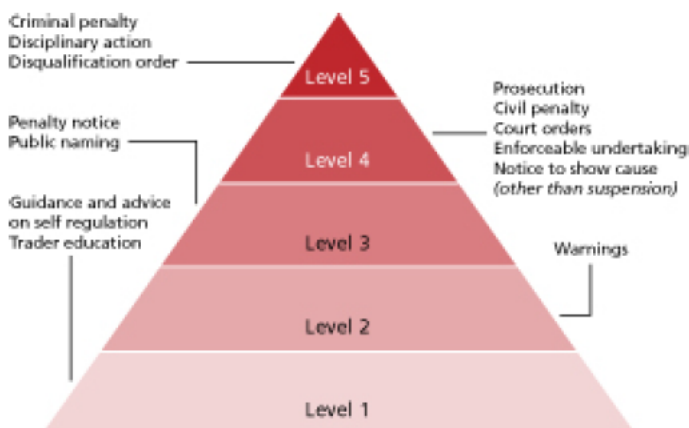 Criminal penalty
Disciplinary action
Disqualification order
Level 5
Prosecution
Civil penalty
Court orders
Enforceable undertaking
Notice to show cause
(other than suspension)
Penalty notice
Public naming
Level 4
Guidance and advice
on self regulation
Trader education
Level 3
Warnings
Level 2
Level 1